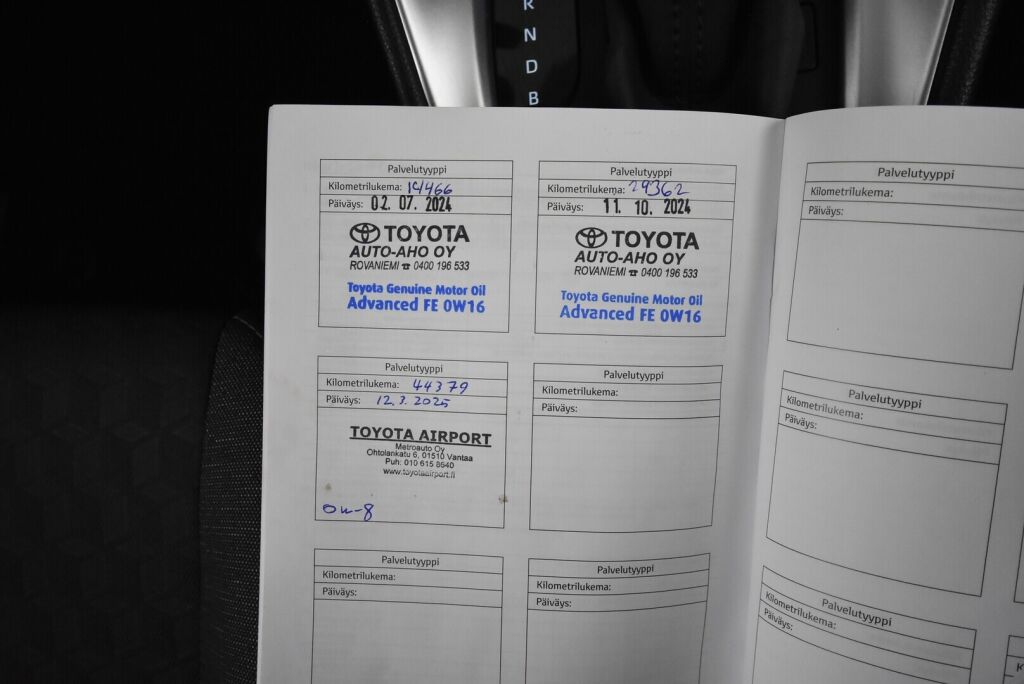 R
N
D
B
Palvelutyyppi
Kilometrilukema: 14466
Päiväys: 02. 07. 2024
TOYOTA
AUTO-AHO OY
ROVANIEMI ☎ 0400 196 533
Toyota Genuine Motor Oil
Advanced FE 0W16
Palvelutyyppi
Kilometrilukema: 29362
Päiväys: 11. 10. 2024
TOYOTA
AUTO-AHO OY
ROVANIEMI ☎ 0400 196 533
Toyota Genuine Motor Oil
Advanced FE 0W16
Palvelutyyppi
Kilometrilukema: 44379
Päiväys: 12.3.2025
TOYOTA AIRPORT
Metroauto Oy
Ohtolankatu 6, 01510 Vantaa
Puh: 010 615 8640
www.toyotaairport.fi
0w-8
Palvelutyyppi
Kilometrilukema:
Päiväys:
Palvelutyyppi
Kilometrilukema:
Päiväys:
Palvelutyyppi
Kilometrilukema:
Päiväys:
Palvelutyyppi
Kilometrilukema:
Päiväys:
Palvelutyyppi
Kilometrilukema:
Päiväys:
Palvelutyyppi
Kilometrilukema:
Päiväys: